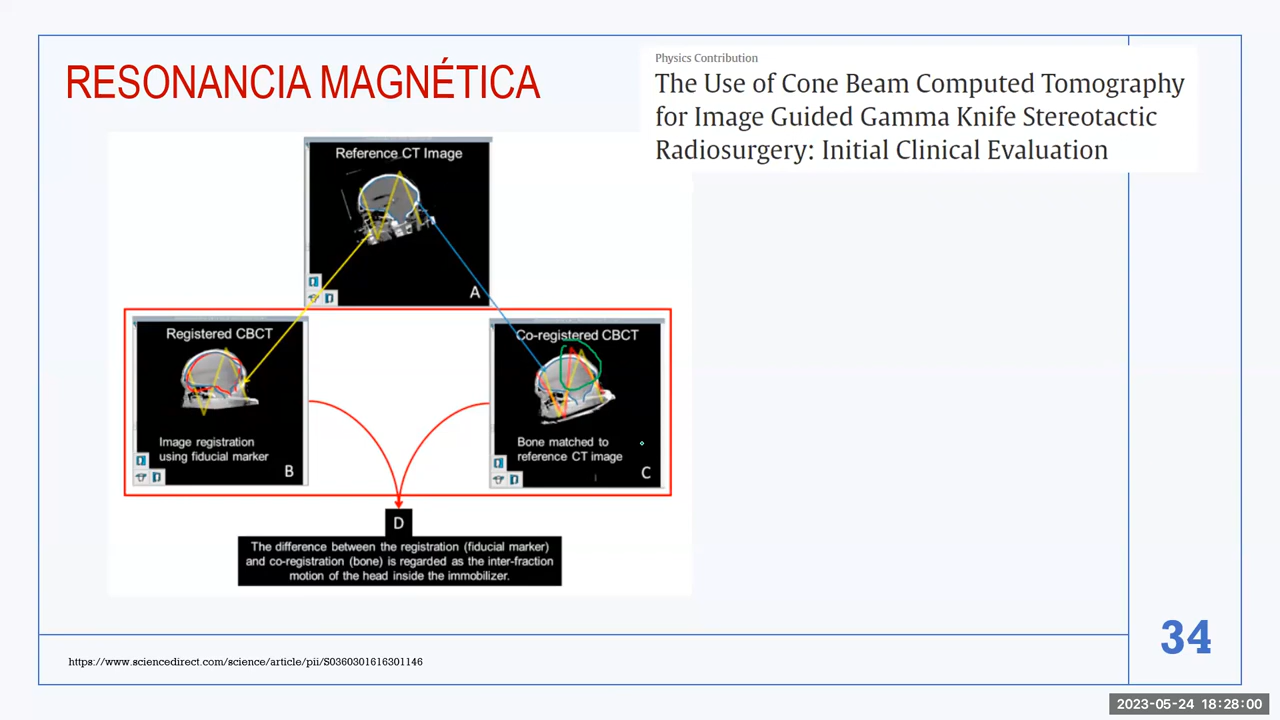 RESONANCIA MAGNÉTICA
Physics Contribution
The Use of Cone Beam Computed Tomography
for Image Guided Gamma Knife Stereotactic
Radiosurgery: Initial Clinical Evaluation
Reference CT Image
A
Registered CBCT
Image registration
using fiducial marker
B
Co-registered CBCT
Bone matched to
reference CT image
C
D
The difference between the registration (fiducial marker)
and co-registration (bone) is regarded as the inter-fraction
motion of the head inside the immobilizer.
34
https://www.sciencedirect.com/science/article/pii/S0360301616301146
2023-05-24 18:28:00